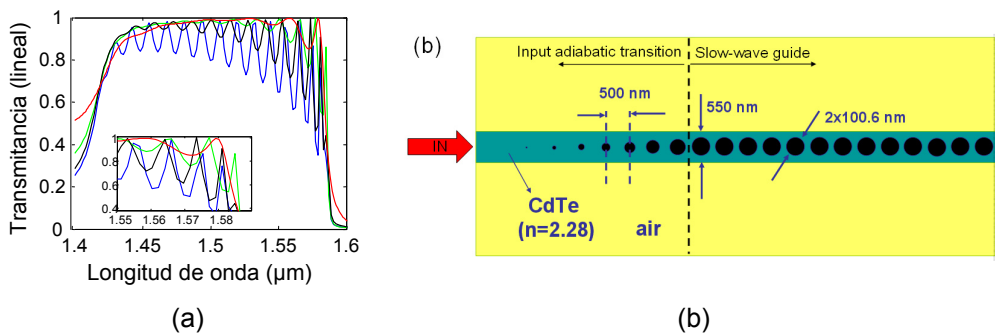 (a)
Transmitancia (lineal)
1
0.8
0.6
0.4
0.2
0
1
0.8
0.6
0.4
1.55 1.56 1.57 1.58
1.4 1.45 1.5 1.55 1.6
Longitud de onda (µm)
(a)
(b)
Input adiabatic transition
Slow-wave guide
500 nm
550 nm
2x100.6 nm
IN
CdTe
(n=2.28)
air
(b)